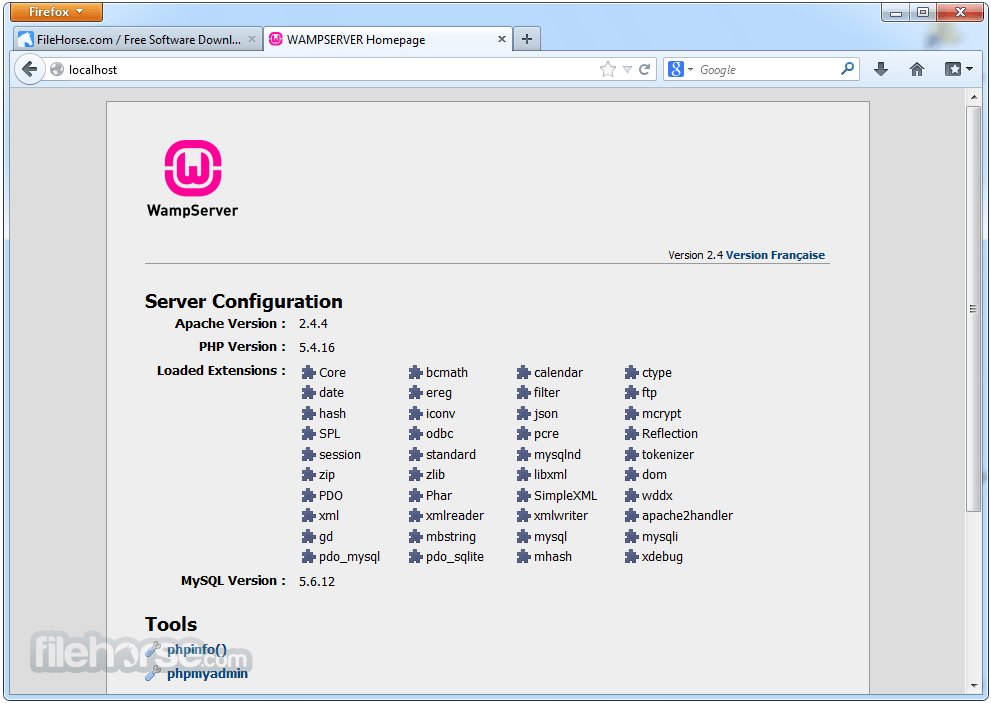 Firefox
FileHorse.com / Free Software Downl...
WAMPSERVER Homepage
localhost
Google
WampServer
Version 2.4 Version Française
Server Configuration
Apache Version : 2.4.4
PHP Version : 5.4.16
Loaded Extensions : Core bcmath calendar ctype
date ereg filter ftp
hash iconv json mcrypt
SPL odbc pcre Reflection
session standard mysqlnd tokenizer
zip zlib libxml dom
PDO Phar SimpleXML wddx
xml xmlreader xmlwriter apache2handler
gd mbstring mysql mysqli
pdo_mysql pdo_sqlite mhash xdebug
MySQL Version : 5.6.12
Tools
phpinfo()
filehorse.com
phpmyadmin